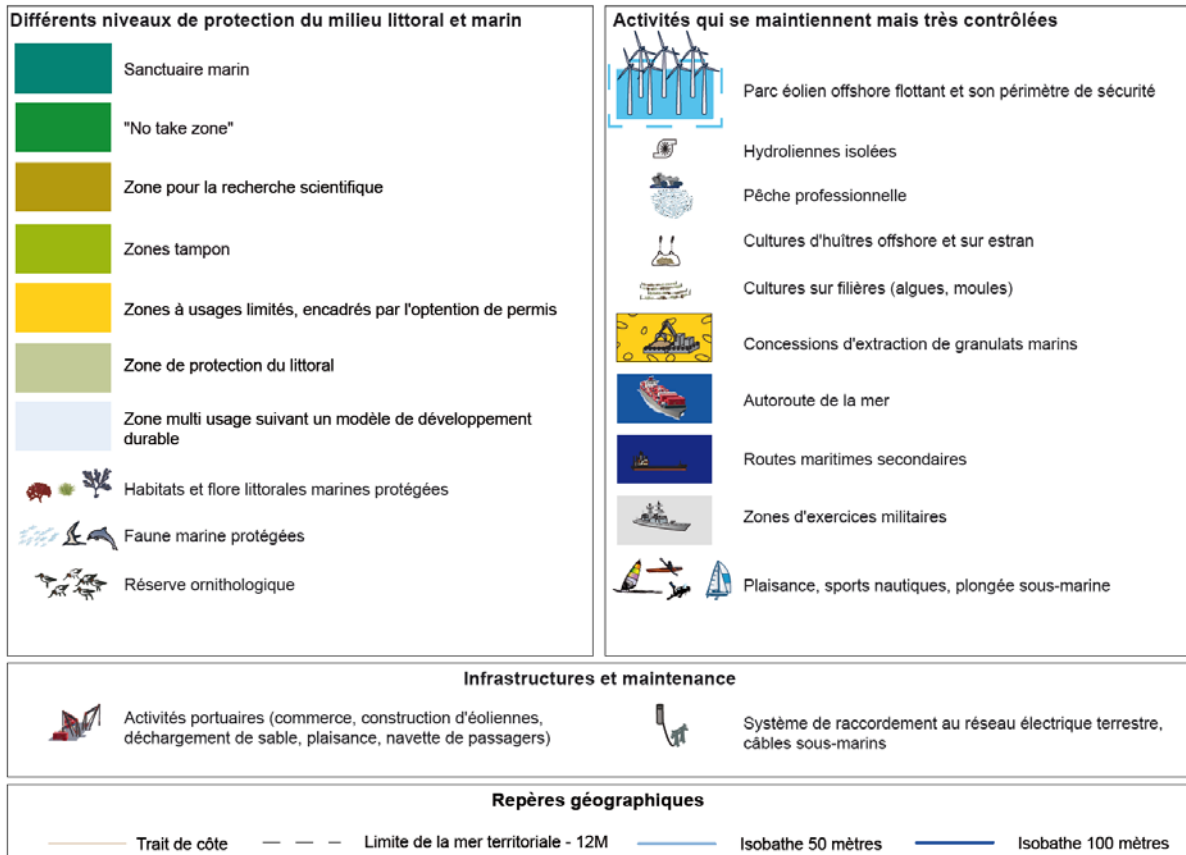 Différents niveaux de protection du milieu littoral et marin
Sanctuaire marin
"No take zone"
Zone pour la recherche scientifique
Zones tampon
Zones à usages limités, encadrés par l'optention de permis
Zone de protection du littoral
Zone multi usage suivant un modèle de développement
durable
Habitats et flore littorales marines protégées
Faune marine protégées
Réserve ornithologique
Activités qui se maintiennent mais très contrôlées
Parc éolien offshore flottant et son périmètre de sécurité
Hydroliennes isolées
Pêche professionnelle
Cultures d'huîtres offshore et sur estran
Cultures sur filières (algues, moules)
Concessions d'extraction de granulats marins
Autoroute de la mer
Routes maritimes secondaires
Zones d'exercices militaires
Plaisance, sports nautiques, plongée sous-marine
Infrastructures et maintenance
Activités portuaires (commerce, construction d'éoliennes,
déchargement de sable, plaisance, navette de passagers)
Système de raccordement au réseau électrique terrestre,
câbles sous-marins
Repères géographiques
Trait de côte
Limite de la mer territoriale - 12M
Isobathe 50 mètres
Isobathe 100 mètres